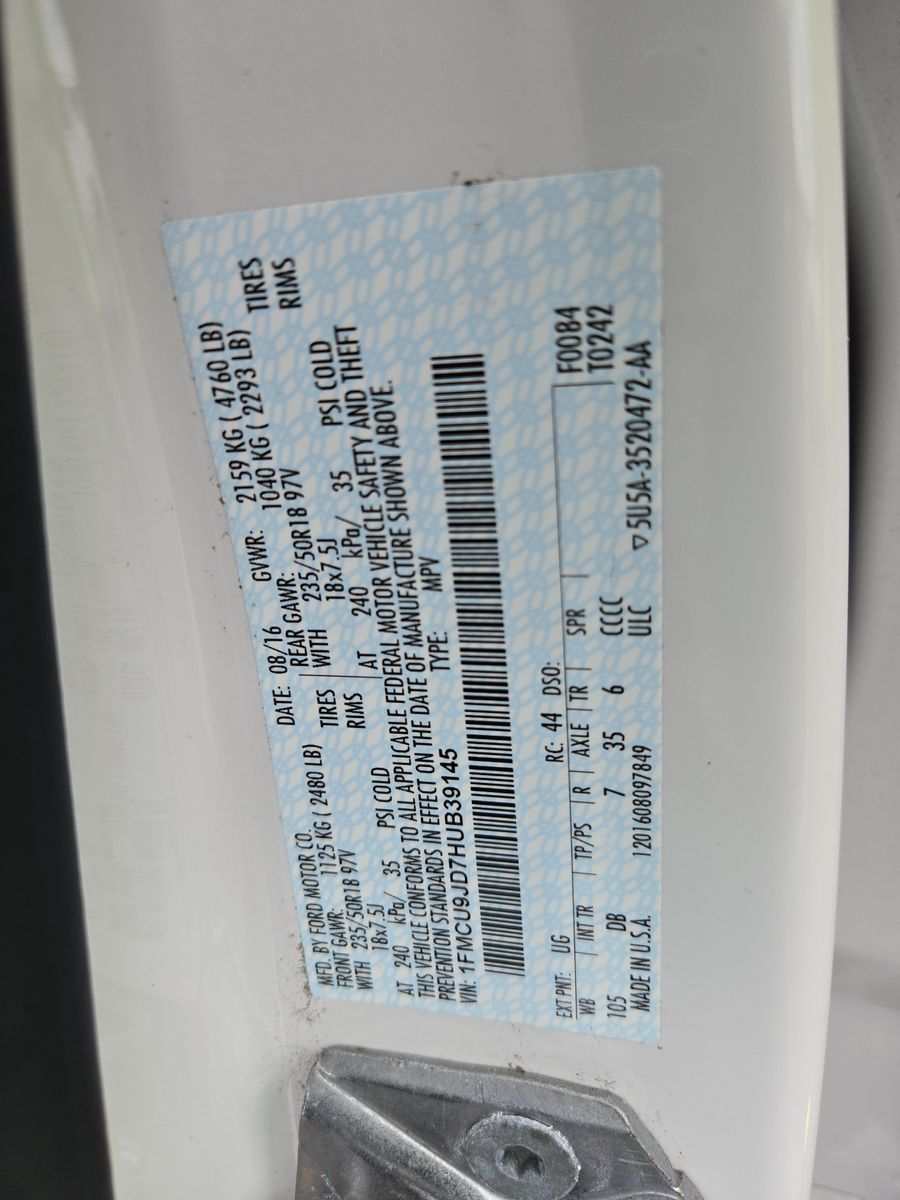 MFD. BY FORD MOTOR CO. DATE: 08/16 GVWR: 2159 KG ( 4760 LB)
FRONT GAWR: 1125 KG ( 2480 LB) REAR GAWR: 1040 KG ( 2293 LB)
WITH 235/50R18 97V TIRES WITH 235/50R18 97V TIRES
18x7.5J RIMS 18x7.5J RIMS
AT 240 kPa/ 35 PSI COLD AT 240 kPa/ 35 PSI COLD
THIS VEHICLE CONFORMS TO ALL APPLICABLE FEDERAL MOTOR VEHICLE SAFETY AND THEFT
PREVENTION STANDARDS IN EFFECT ON THE DATE OF MANUFACTURE SHOWN ABOVE.
VIN: 1FMCU9JD7HUB39145 TYPE: MPV
EXT PNT: UG RC: 44 DSO: F0084
WB INT TR TP/PS R AXLE TR SPR T0242
105 DB 7 35 6 CCCC
MADE IN U.S.A. 1201608097849 ULC ▽5U5A-3520472-AA